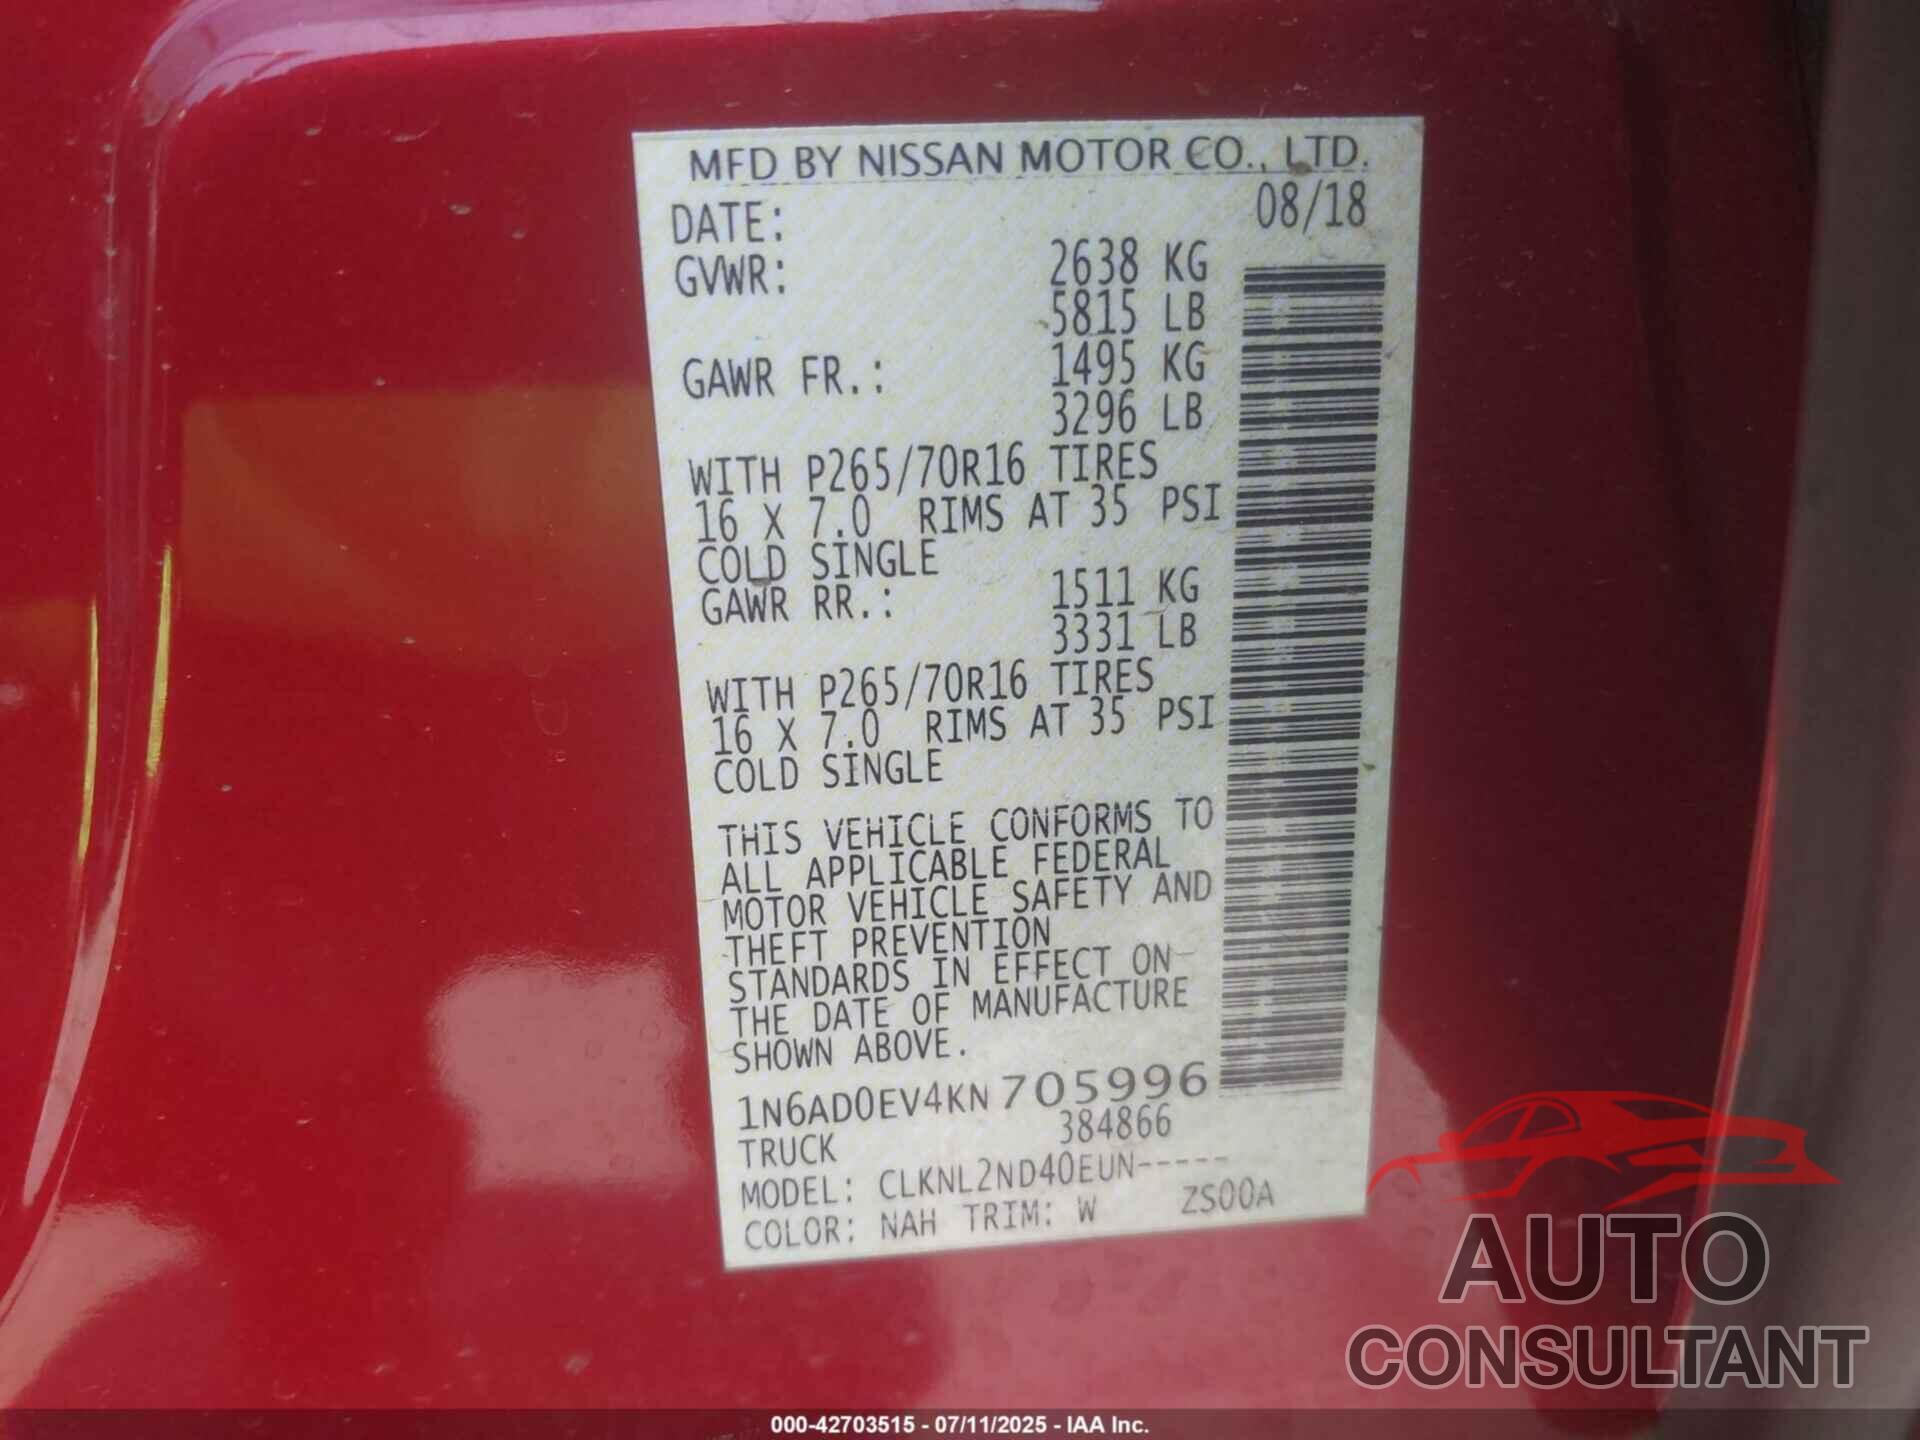 MFD BY NISSAN MOTOR CO., LTD.
DATE: 08/18
GVWR: 2638 KG
5815 LB
GAWR FR.: 1495 KG
3296 LB
WITH P265/70R16 TIRES
16 X 7.0 RIMS AT 35 PSI
COLD SINGLE
GAWR RR.: 1511 KG
3331 LB
WITH P265/70R16 TIRES
16 X 7.0 RIMS AT 35 PSI
COLD SINGLE
THIS VEHICLE CONFORMS TO
ALL APPLICABLE FEDERAL
MOTOR VEHICLE SAFETY AND
THEFT PREVENTION
STANDARDS IN EFFECT ON
THE DATE OF MANUFACTURE
SHOWN ABOVE.
1N6AD0EV4KN705996
TRUCK 384866
MODEL: CLKNL2ND40EUN-----
COLOR: NAH TRIM: W ZS00A
AUTO
CONSULTANT
000-42703515 - 07/11/2025 - IAA Inc.